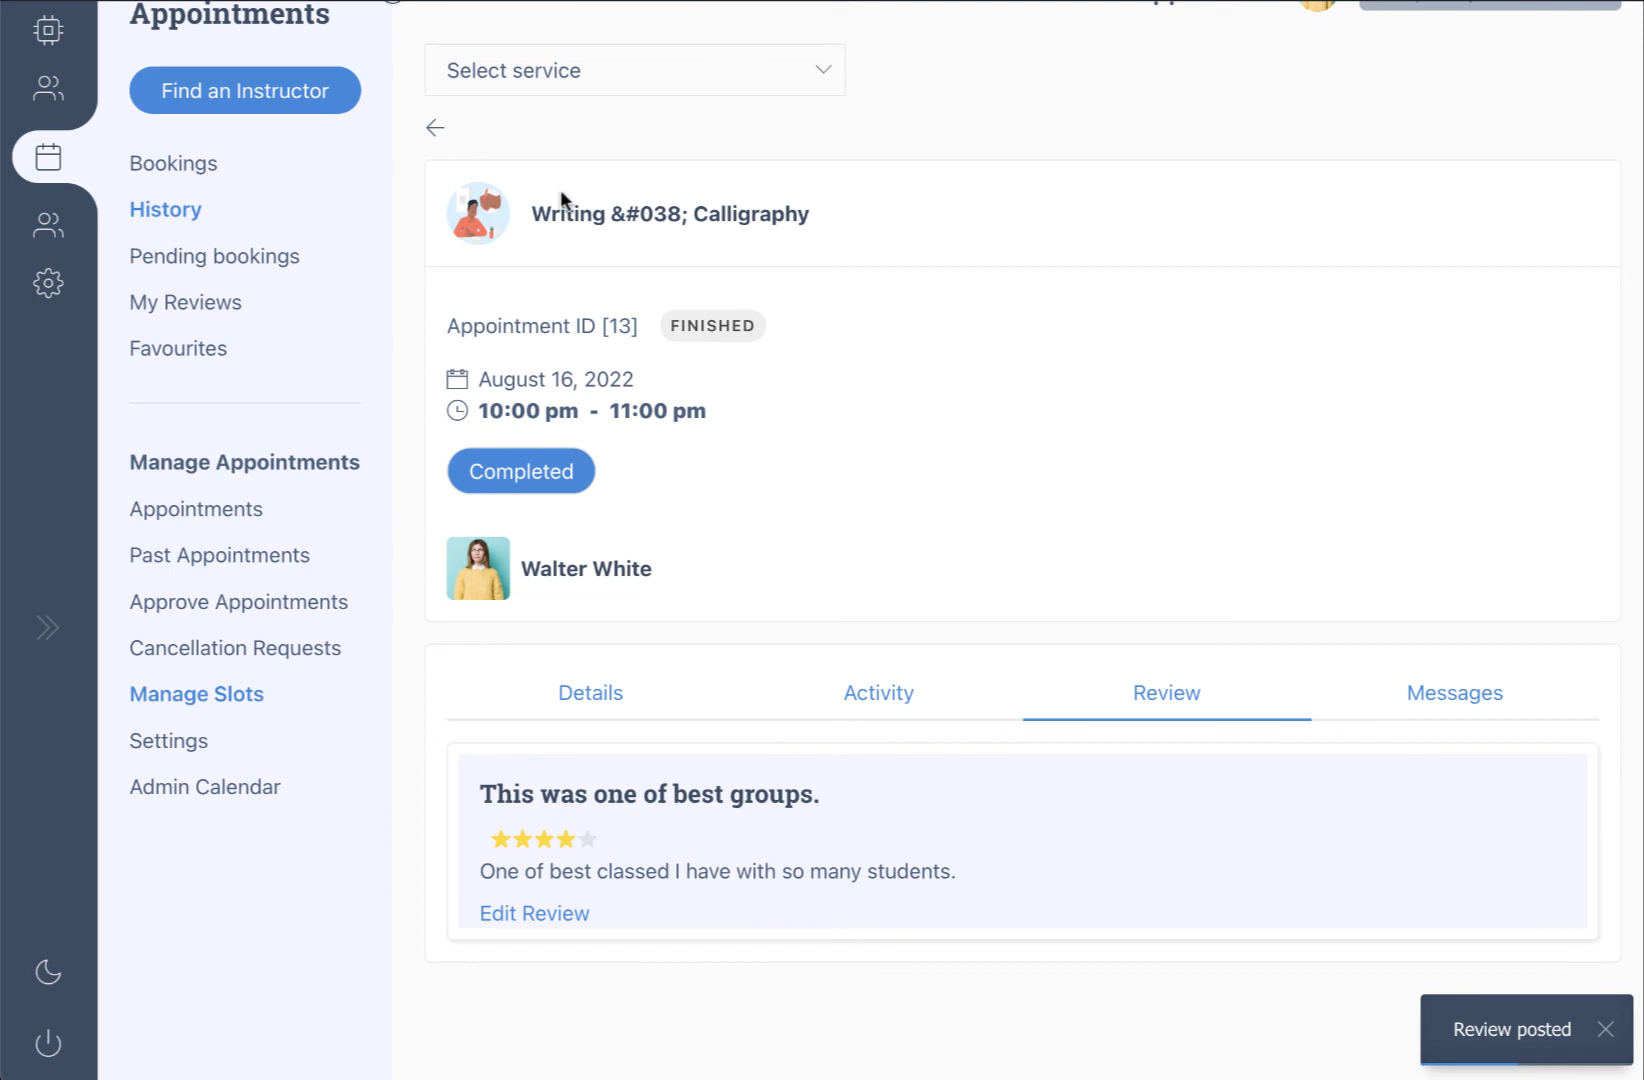 Appointments
Find an Instructor
Bookings
History
Pending bookings
My Reviews
Favourites
Manage Appointments
Appointments
Past Appointments
Approve Appointments
Cancellation Requests
Manage Slots
Settings
Admin Calendar
Select service
Writing &#038; Calligraphy
Appointment ID [13] FINISHED
August 16, 2022
10:00 pm - 11:00 pm
Completed
Walter White
Details Activity Review Messages
This was one of best groups.
One of best classed I have with so many students.
Edit Review
Review posted